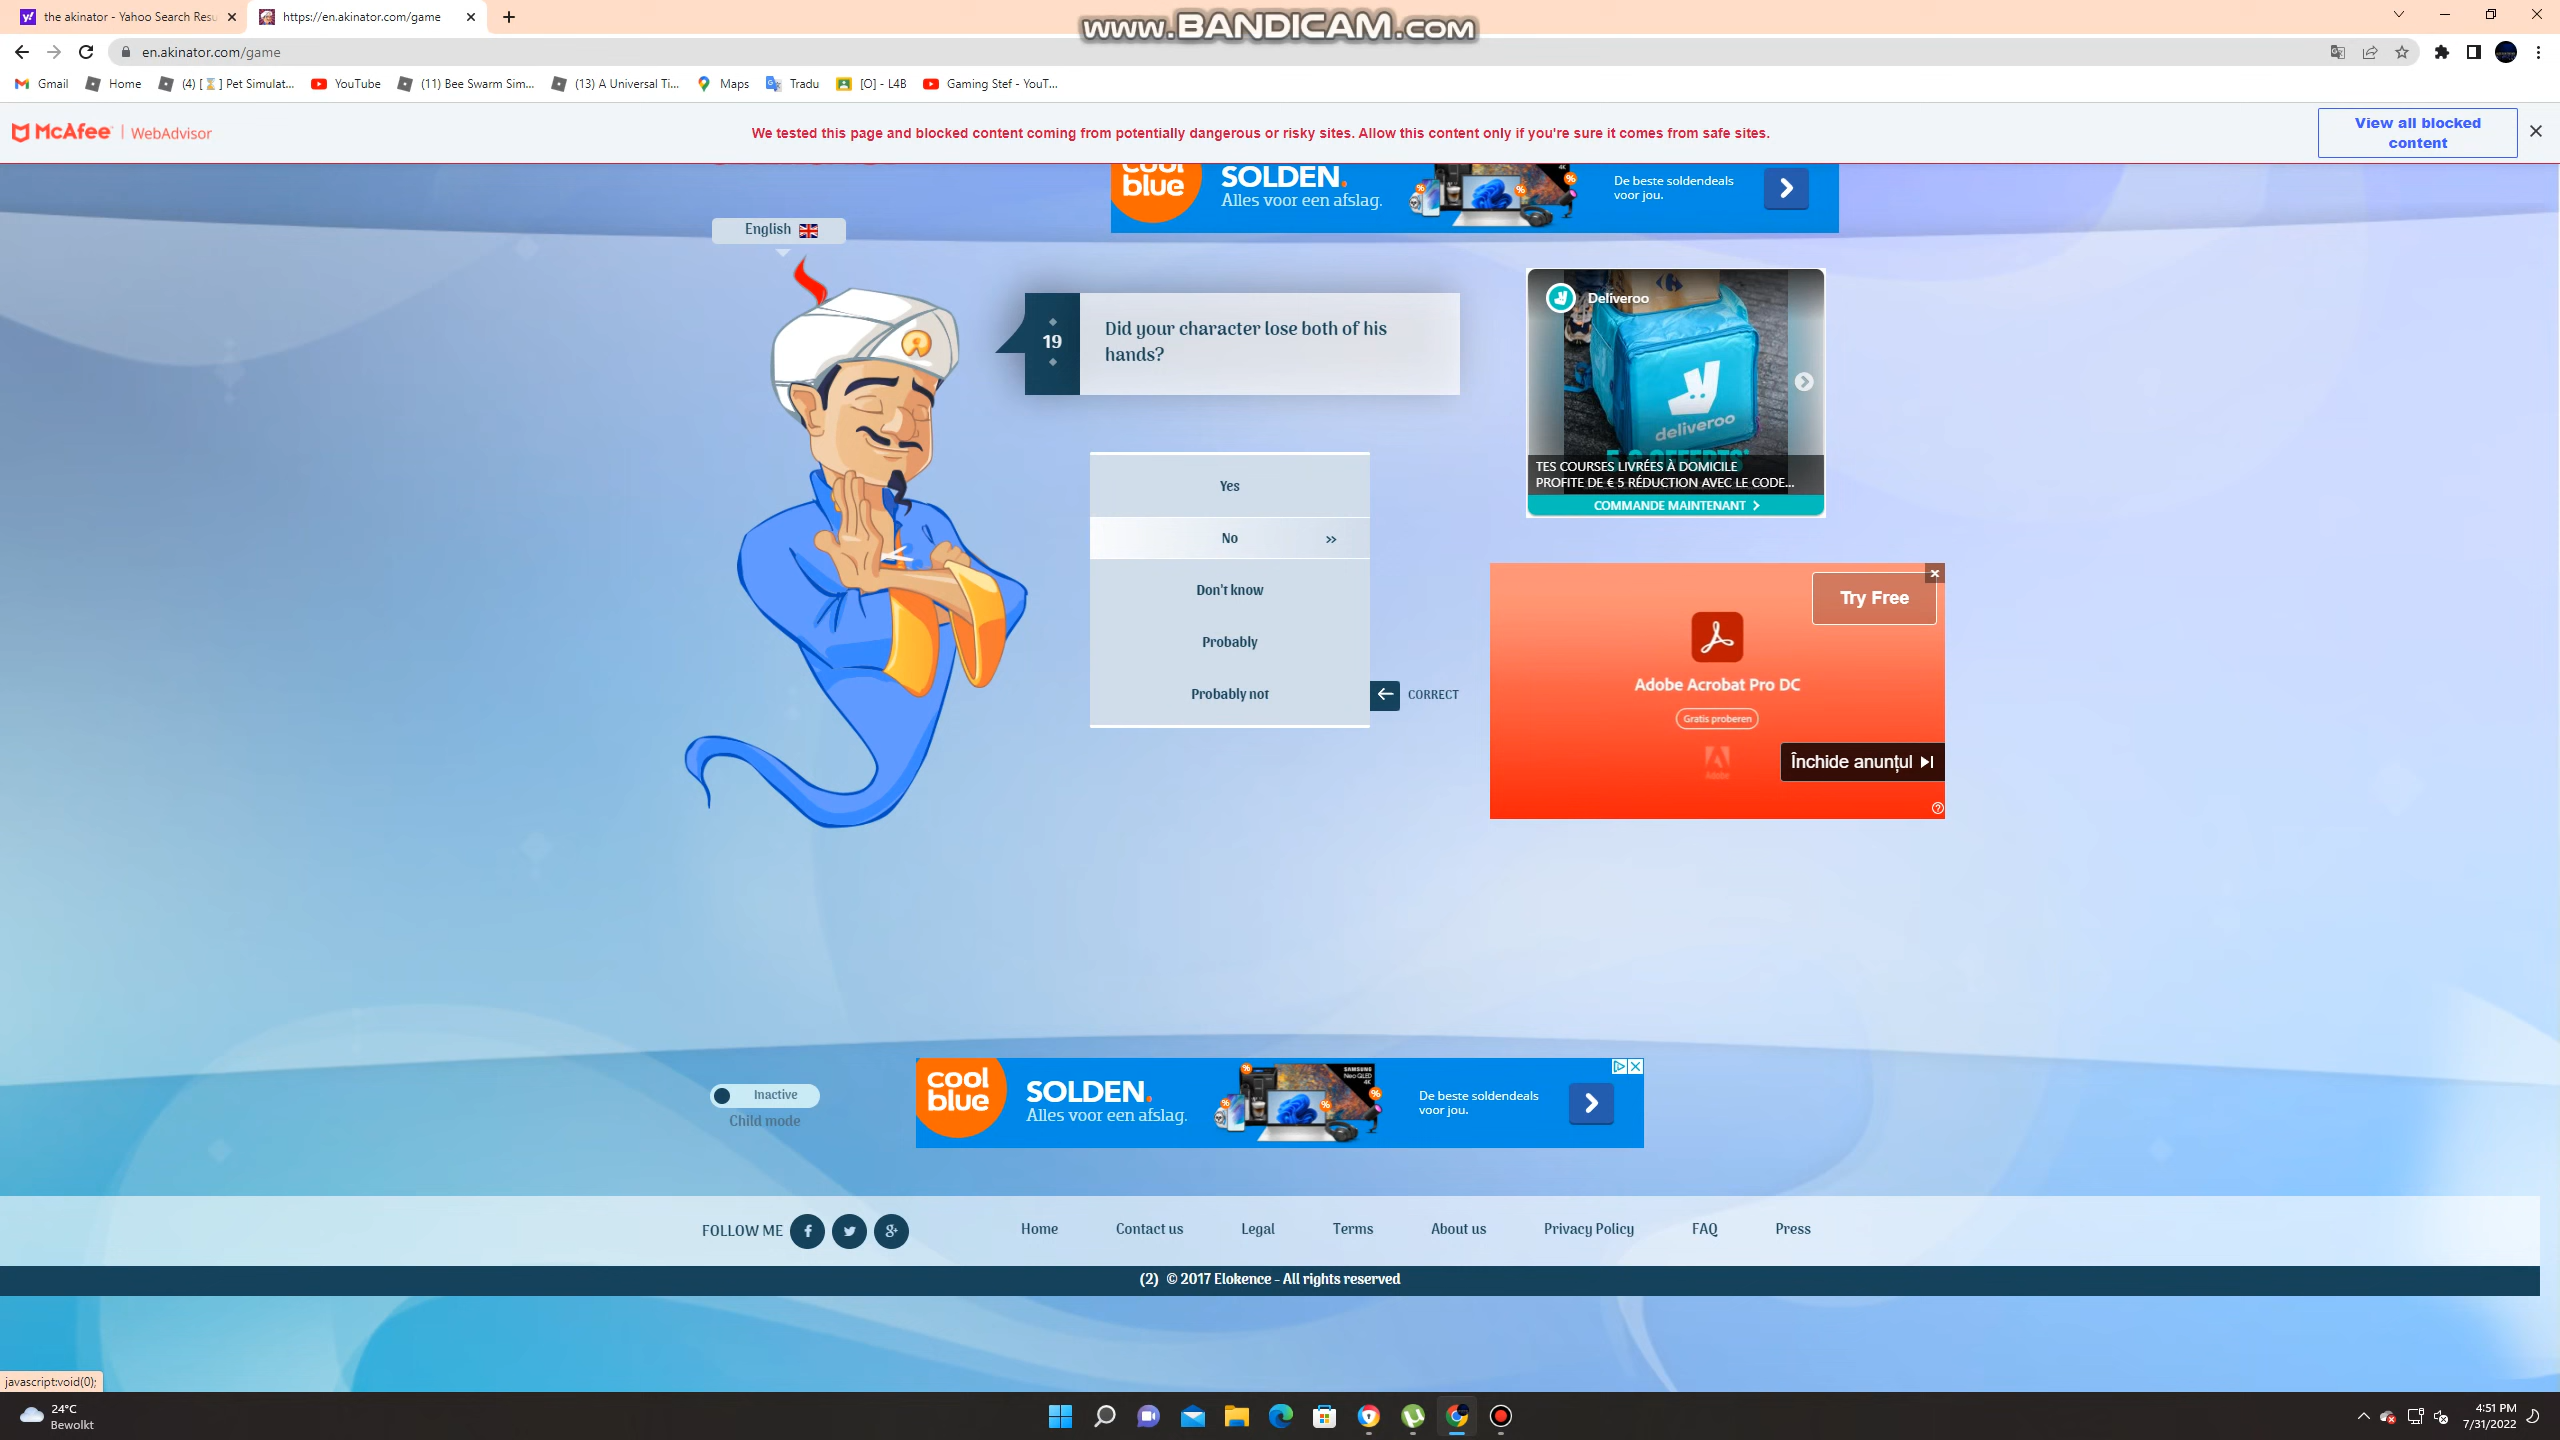 the akinator - Yahoo Search Resu
https://en.akinator.com/game
www.BANDICAM.com
en.akinator.com/game
Gmail
Home
(4) [⌛] Pet Simulat...
YouTube
(11) Bee Swarm Sim...
(13) A Universal Ti...
Maps
Tradu
[O] - L4B
Gaming Stef - YouT...
McAfee | WebAdvisor
We tested this page and blocked content coming from potentially dangerous or risky sites. Allow this content only if you're sure it comes from safe sites.
View all blocked
content
cool
blue
SOLDEN.
Alles voor een afslag.
De beste soldendeals
voor jou.
English
19
Did your character lose both of his
hands?
Yes
No
Don't know
Probably
Probably not
CORRECT
Deliveroo
deliveroo
TES COURSES LIVRÉES À DOMICILE
PROFITE DE € 5 RÉDUCTION AVEC LE CODE...
COMMANDE MAINTENANT
Try Free
Adobe Acrobat Pro DC
Gratis proberen
Adobe
Închide anunțul
Inactive
Child mode
cool
blue
SOLDEN.
Alles voor een afslag.
SAMSUNG
Neo QLED
4K
De beste soldendeals
voor jou.
FOLLOW ME
Home
Contact us
Legal
Terms
About us
Privacy Policy
FAQ
Press
(2) © 2017 Elokence - All rights reserved
javascript:void(0);
24°C
Bewolkt
4:51 PM
7/31/2022